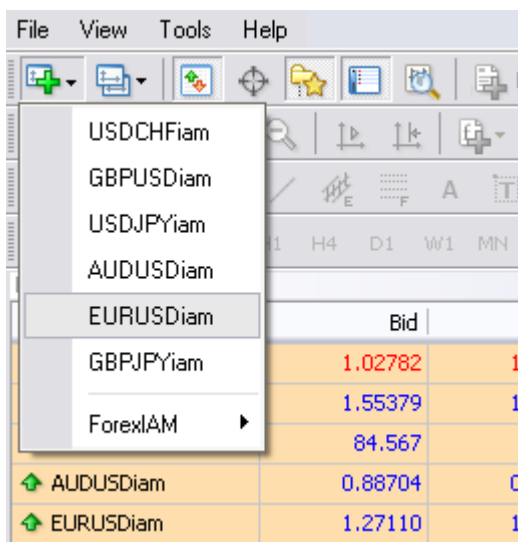 File View Tools Help
USDCHFiam
GBPUSDiam
E F A T
USDJPYiam
H1 H4 D1 W1 MN
AUDUSDiam
EURUSDiam
Bid
GBPJPYiam
1.02782
1.55379
ForexIAM
84.567
AUDUSDiam 0.88704
EURUSDiam 1.27110